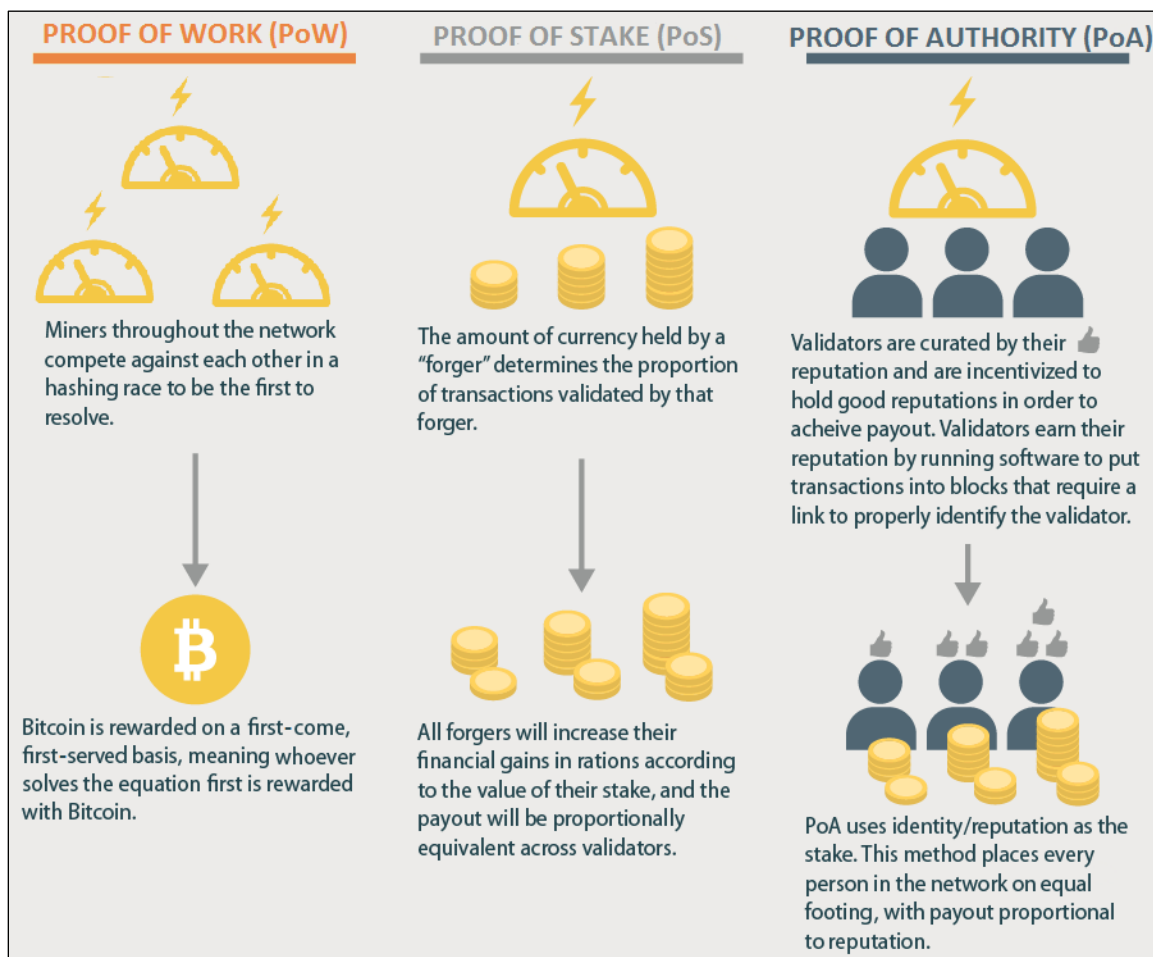 PROOF OF WORK (PoW)
Miners throughout the network
compete against each other in a
hashing race to be the first to
resolve.
Bitcoin is rewarded on a first-come,
first-served basis, meaning whoever
solves the equation first is rewarded
with Bitcoin.
PROOF OF STAKE (PoS)
The amount of currency held by a
“forger” determines the proportion
of transactions validated by that
forger.
All forgers will increase their
financial gains in rations according
to the value of their stake, and the
payout will be proportionally
equivalent across validators.
PROOF OF AUTHORITY (PoA)
Validators are curated by their
reputation and are incentivized to
hold good reputations in order to
acheive payout. Validators earn their
reputation by running software to put
transactions into blocks that require a
link to properly identify the validator.
PoA uses identity/reputation as the
stake. This method places every
person in the network on equal
footing, with payout proportional
to reputation.